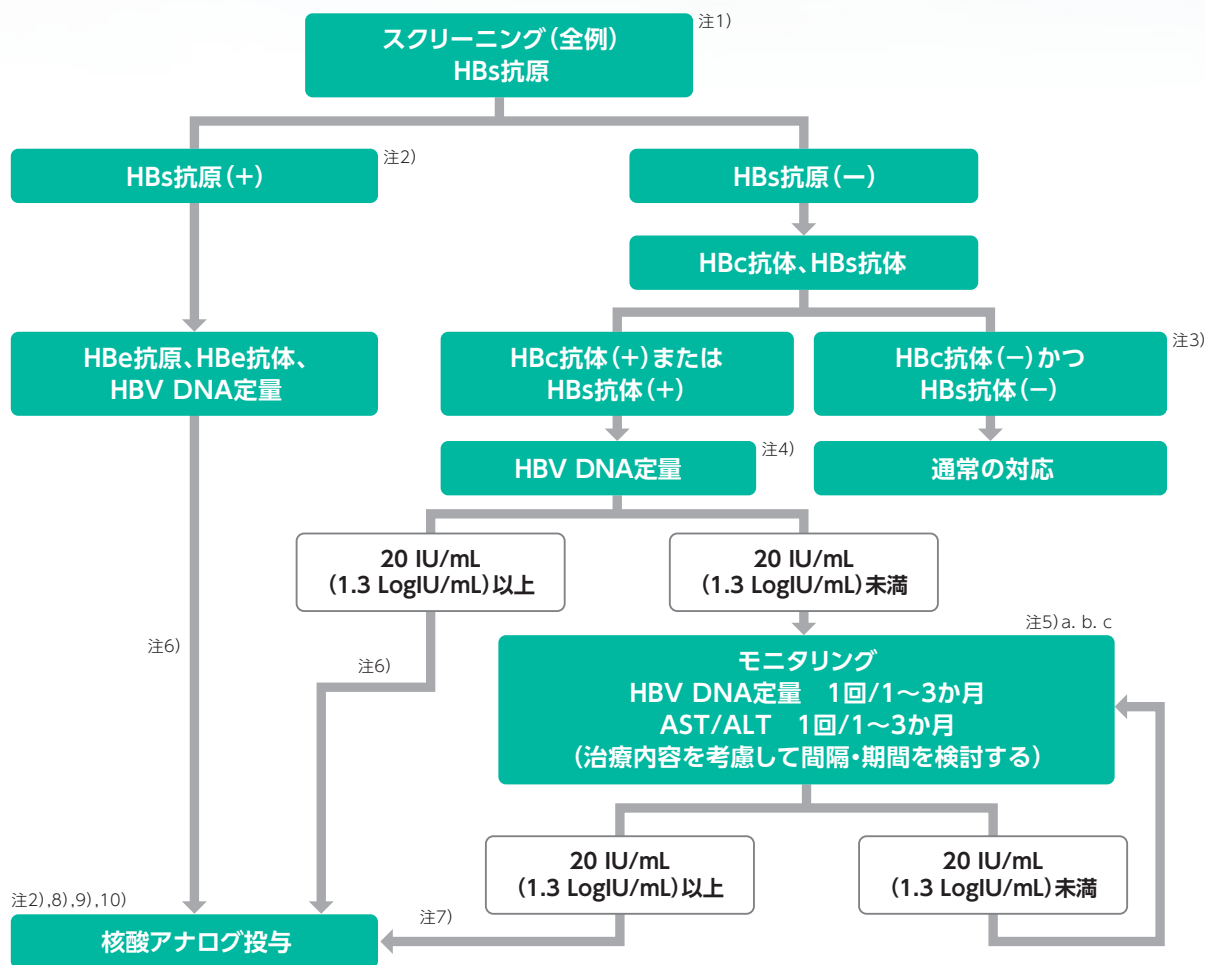 スクリーニング（全例）
HBs抗原
注1)
HBs抗原（+）
注2)
HBs抗原（ー）
HBc抗体、HBs抗体
HBe抗原、HBe抗体、
HBV DNA定量
HBc抗体（+）または
HBs抗体（+）
HBc抗体（−）かつ
HBs抗体（−）
注3)
HBV DNA定量
注4)
通常の対応
20 IU/mL
（1.3 LogIU/mL）以上
20 IU/mL
（1.3 LogIU/mL）未満
注5) a. b. c
注6)
注6)
モニタリング
HBV DNA定量　1回/1〜3か月
AST/ALT　1回/1〜3か月
（治療内容を考慮して間隔・期間を検討する）
20 IU/mL
（1.3 LogIU/mL）以上
20 IU/mL
（1.3 LogIU/mL）未満
注2),8),9),10)
注7)
核酸アナログ投与